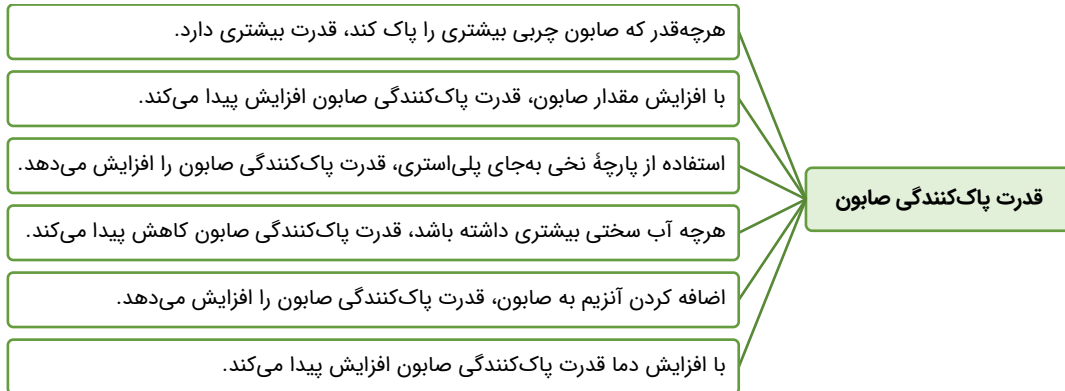 قدرت پاک‌کنندگی صابون
هرچه‌قدر که صابون چربی بیشتری را پاک کند، قدرت بیشتری دارد.
با افزایش مقدار صابون، قدرت پاک‌کنندگی صابون افزایش پیدا می‌کند.
استفاده از پارچهٔ نخی به‌جای پلی‌استری، قدرت پاک‌کنندگی صابون را افزایش می‌دهد.
هرچه آب سختی بیشتری داشته باشد، قدرت پاک‌کنندگی صابون کاهش پیدا می‌کند.
اضافه کردن آنزیم به صابون، قدرت پاک‌کنندگی صابون را افزایش می‌دهد.
با افزایش دما قدرت پاک‌کنندگی صابون افزایش پیدا می‌کند.